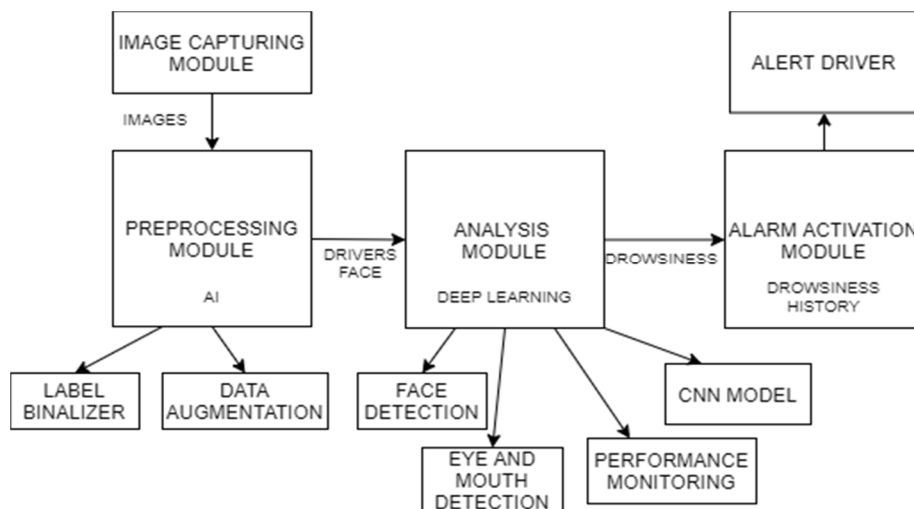 IMAGE CAPTURING
MODULE
ALERT DRIVER
IMAGES
PREPROCESSING
MODULE
AI
DRIVERS
FACE
ANALYSIS
MODULE
DEEP LEARNING
DROWSINESS
ALARM ACTIVATION
MODULE
DROWSINESS
HISTORY
LABEL
BINALIZER
DATA
AUGMENTATION
FACE
DETECTION
CNN MODEL
EYE AND
MOUTH
DETECTION
PERFORMANCE
MONITORING